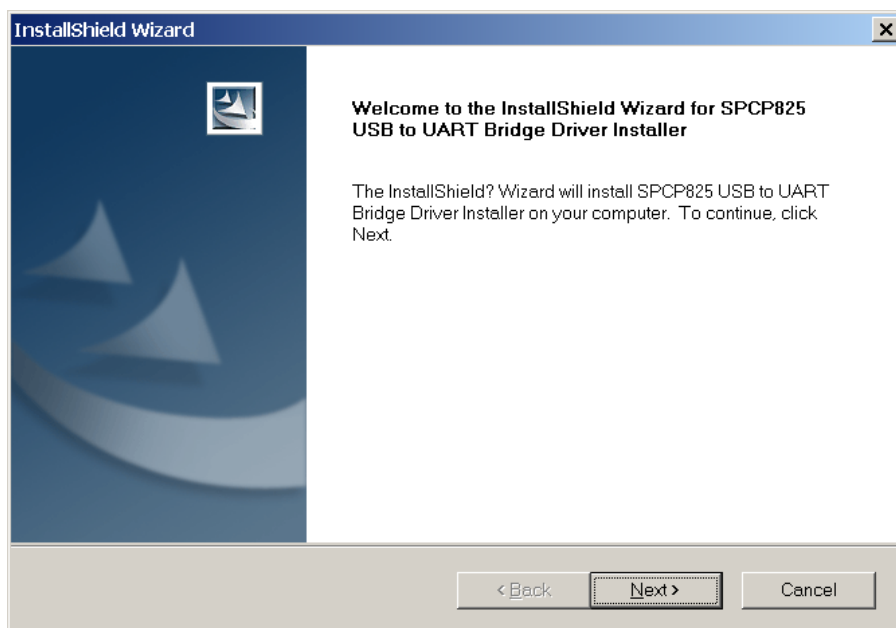 InstallShield Wizard
Welcome to the InstallShield Wizard for SPCP825
USB to UART Bridge Driver Installer
The InstallShield? Wizard will install SPCP825 USB to UART
Bridge Driver Installer on your computer. To continue, click
Next.
< Back
Next >
Cancel